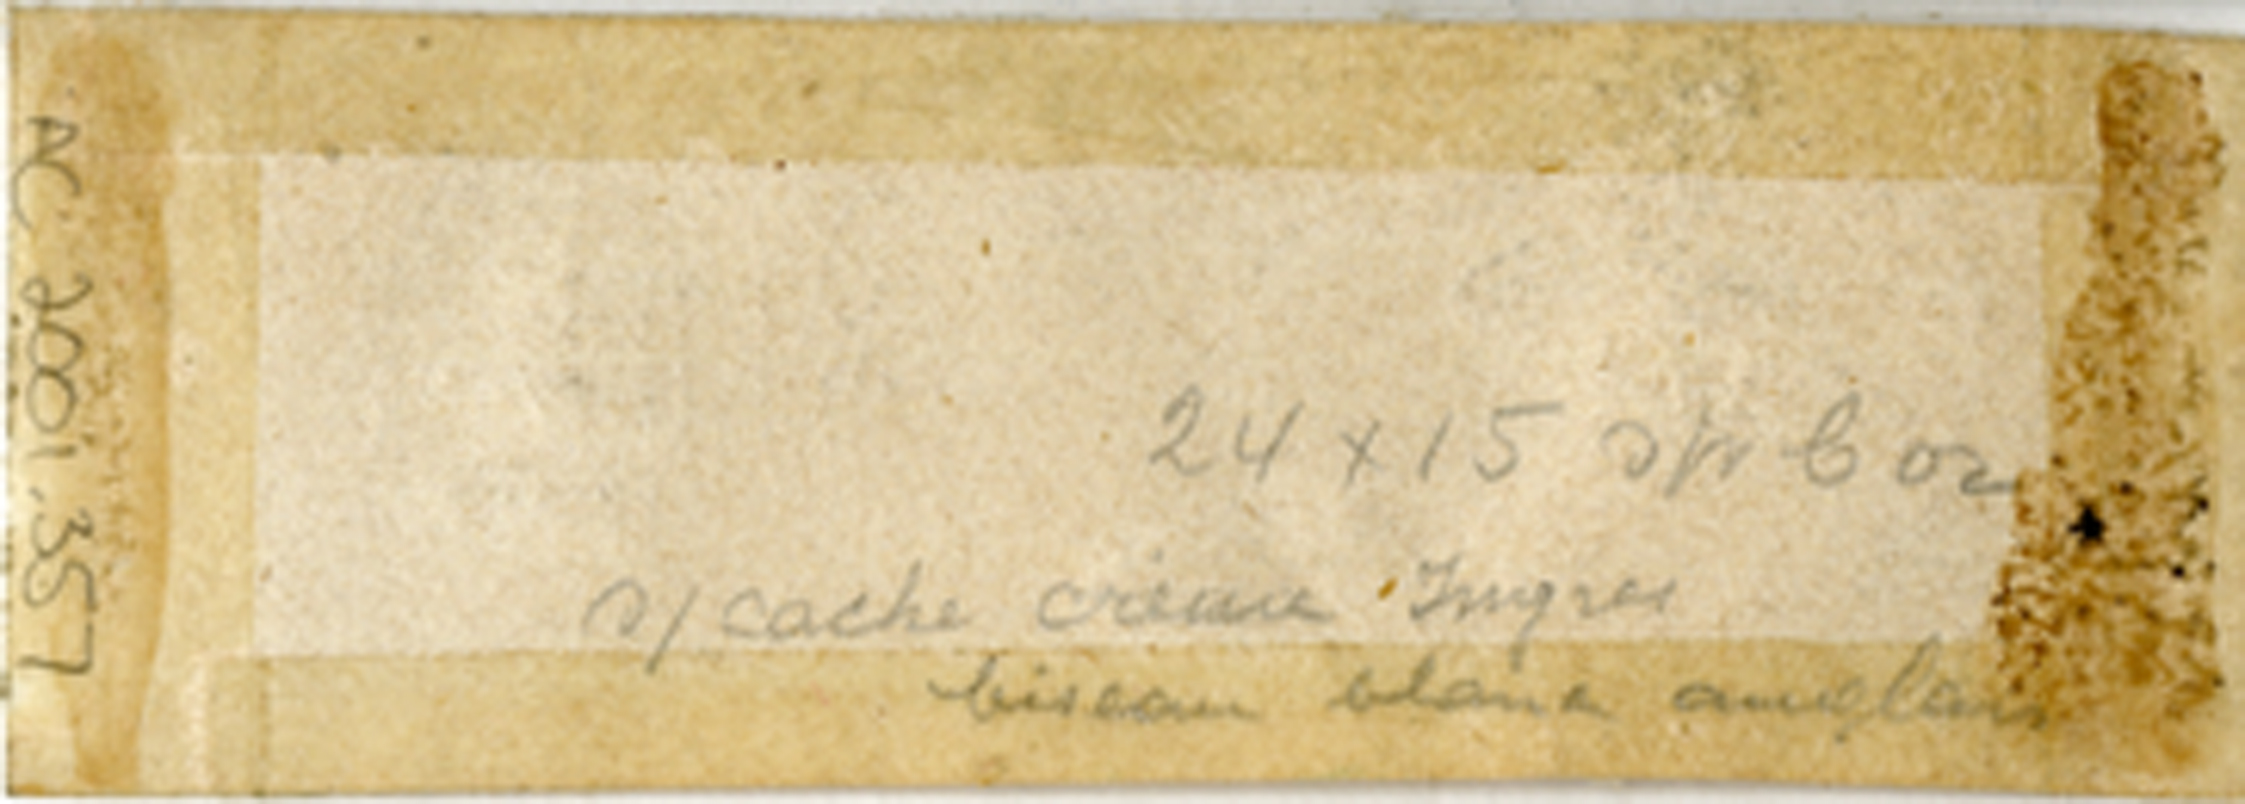 AC 2001.357
24 x 15 b or
s/ cache crème Ingres
biseau blanc anglais